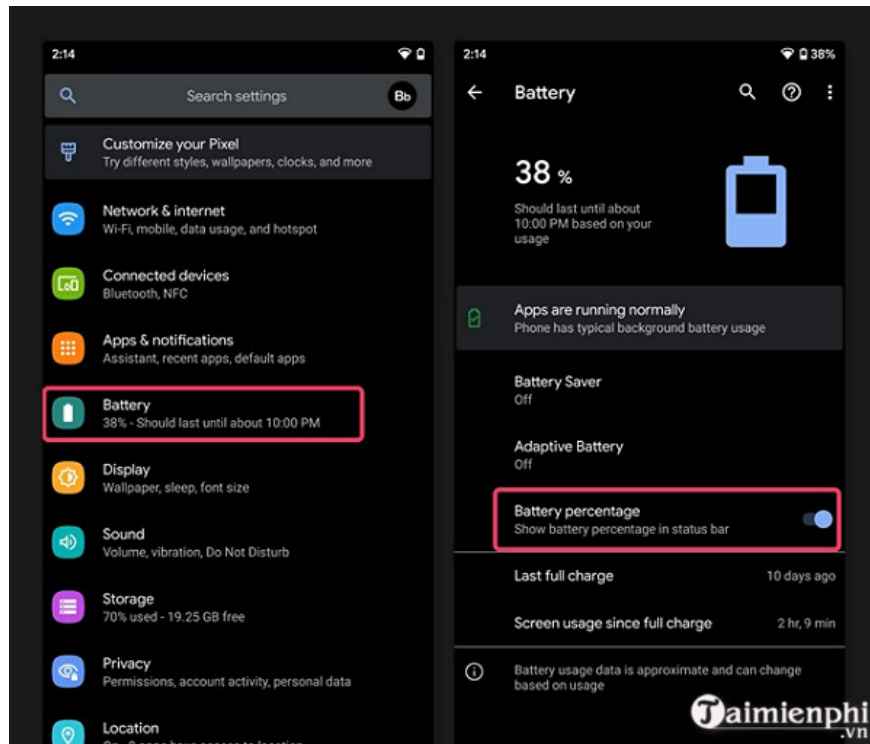 2:14
Search settings
Bb
Customize your Pixel
Try different styles, wallpapers, clocks, and more
Network & internet
Wi-Fi, mobile, data usage, and hotspot
Connected devices
Bluetooth, NFC
Apps & notifications
Assistant, recent apps, default apps
Battery
38% - Should last until about 10:00 PM
Display
Wallpaper, sleep, font size
Sound
Volume, vibration, Do Not Disturb
Storage
70% used - 19.25 GB free
Privacy
Permissions, account activity, personal data
Location
2:14 38%
Battery
38 %
Should last until about
10:00 PM based on your
usage
Apps are running normally
Phone has typical background battery usage
Battery Saver
Off
Adaptive Battery
Off
Battery percentage
Show battery percentage in status bar
Last full charge 10 days ago
Screen usage since full charge 2 hr, 9 min
Battery usage data is approximate and can change
based on usage
Taimienphi
.vn